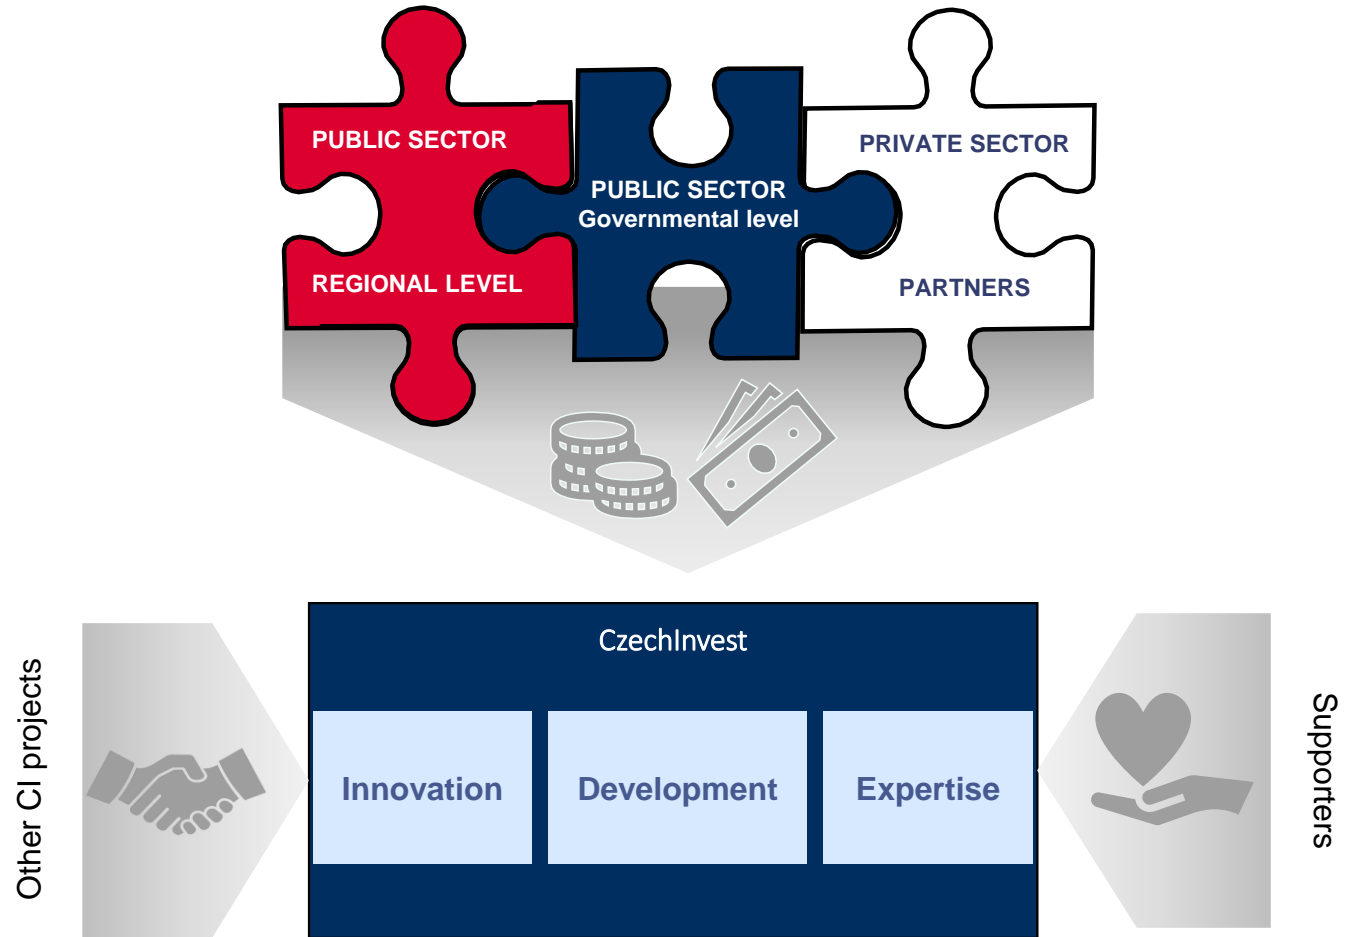 PUBLIC SECTOR
REGIONAL LEVEL
PUBLIC SECTOR
Governmental level
PRIVATE SECTOR
PARTNERS
Other CI projects
CzechInvest
Innovation
Development
Expertise
Supporters